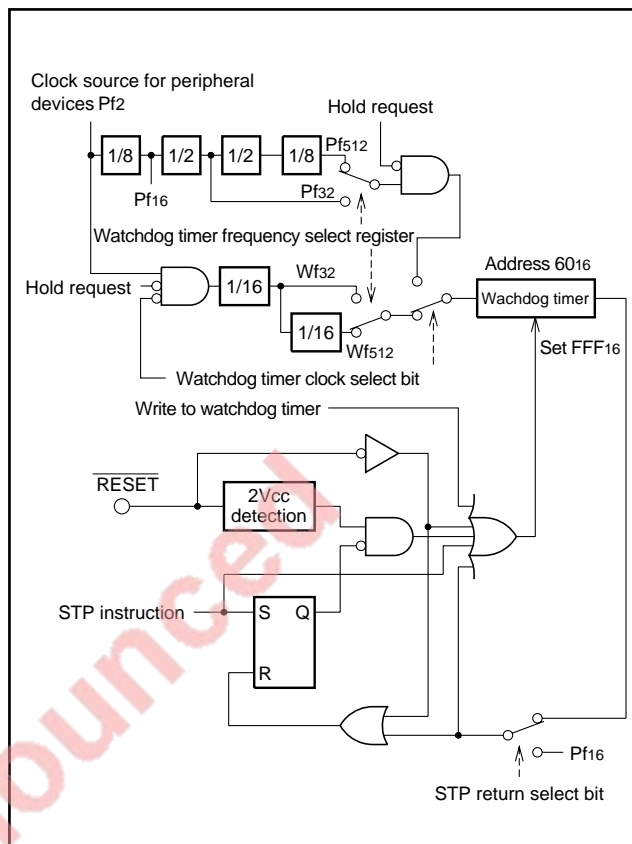 Clock source for peripheral
devices Pf2
Hold request
1/8
1/2
1/2
1/8
Pf512
Pf16
Pf32
Watchdog timer frequency select register
Hold request
1/16
Wf32
Address 6016
Wachdog timer
1/16
Wf512
Set FFF16
Watchdog timer clock select bit
Write to watchdog timer
RESET
2Vcc
detection
STP instruction
S Q
R
Pf16
STP return select bit